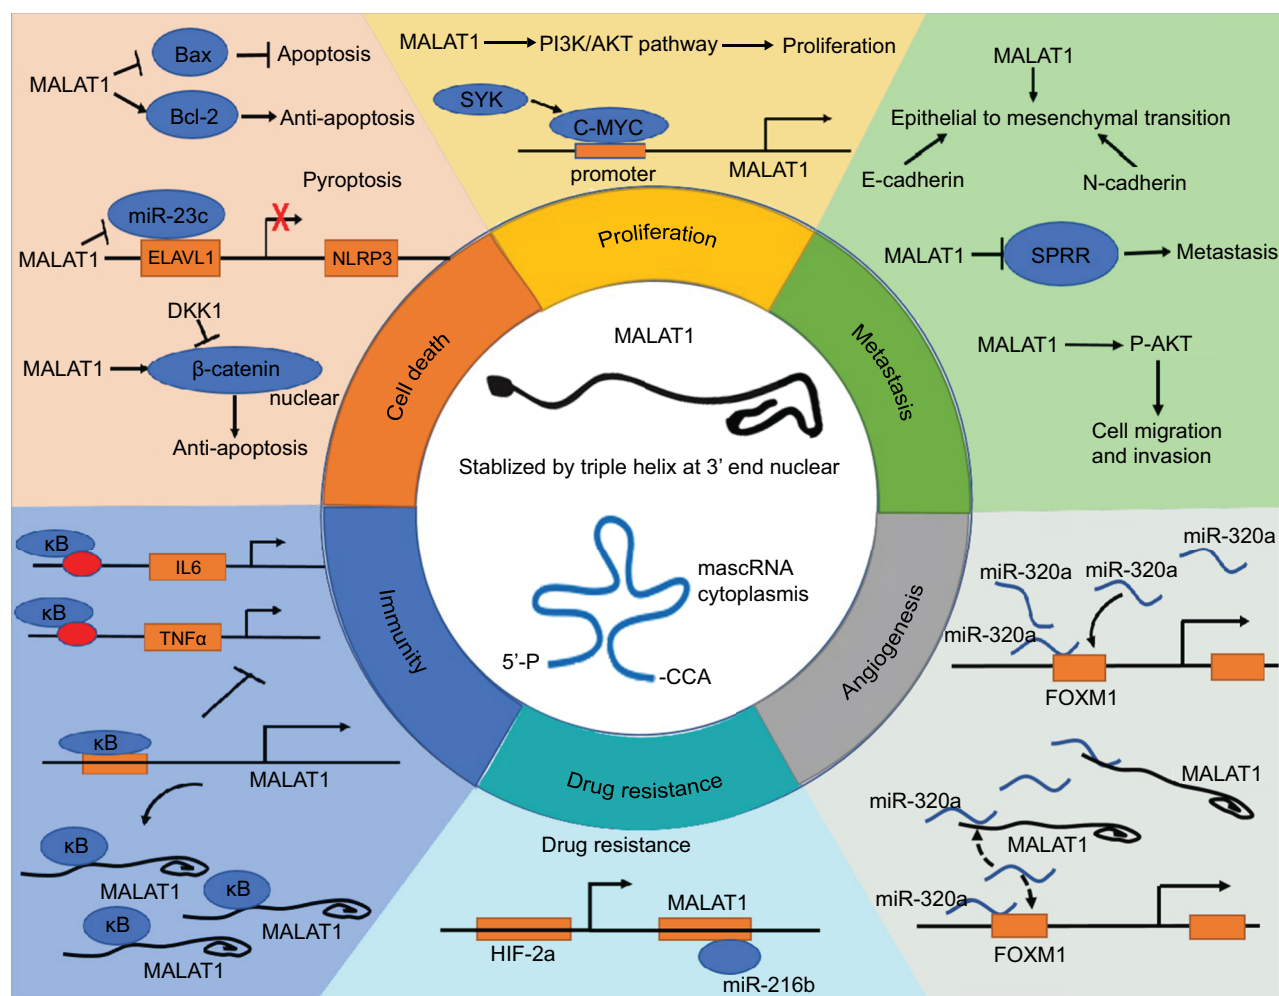 MALAT1
Bax
Apoptosis
Bcl-2
Anti-apoptosis
Pyroptosis
miR-23c
MALAT1
ELAVL1
X
NLRP3
DKK1
MALAT1
β-catenin
nuclear
Anti-apoptosis
MALAT1
PI3K/AKT pathway
Proliferation
SYK
C-MYC
promoter
MALAT1
MALAT1
Epithelial to mesenchymal transition
E-cadherin
N-cadherin
MALAT1
SPRR
Metastasis
MALAT1
P-AKT
Cell migration
and invasion
Proliferation
Metastasis
Angiogenesis
Drug resistance
Immunity
Cell death
MALAT1
Stablized by triple helix at 3’ end nuclear
mascRNA
cytoplasmis
5’-P
-CCA
κB
IL6
κB
TNFα
κB
MALAT1
κB
MALAT1
κB
MALAT1
κB
MALAT1
Drug resistance
MALAT1
HIF-2a
miR-216b
miR-320a
miR-320a
miR-320a
miR-320a
FOXM1
MALAT1
miR-320a
MALAT1
miR-320a
FOXM1